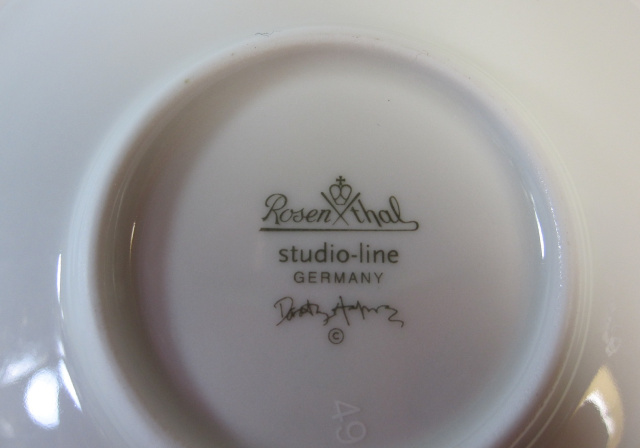 Rosenthal
studio-line
GERMANY
©
49